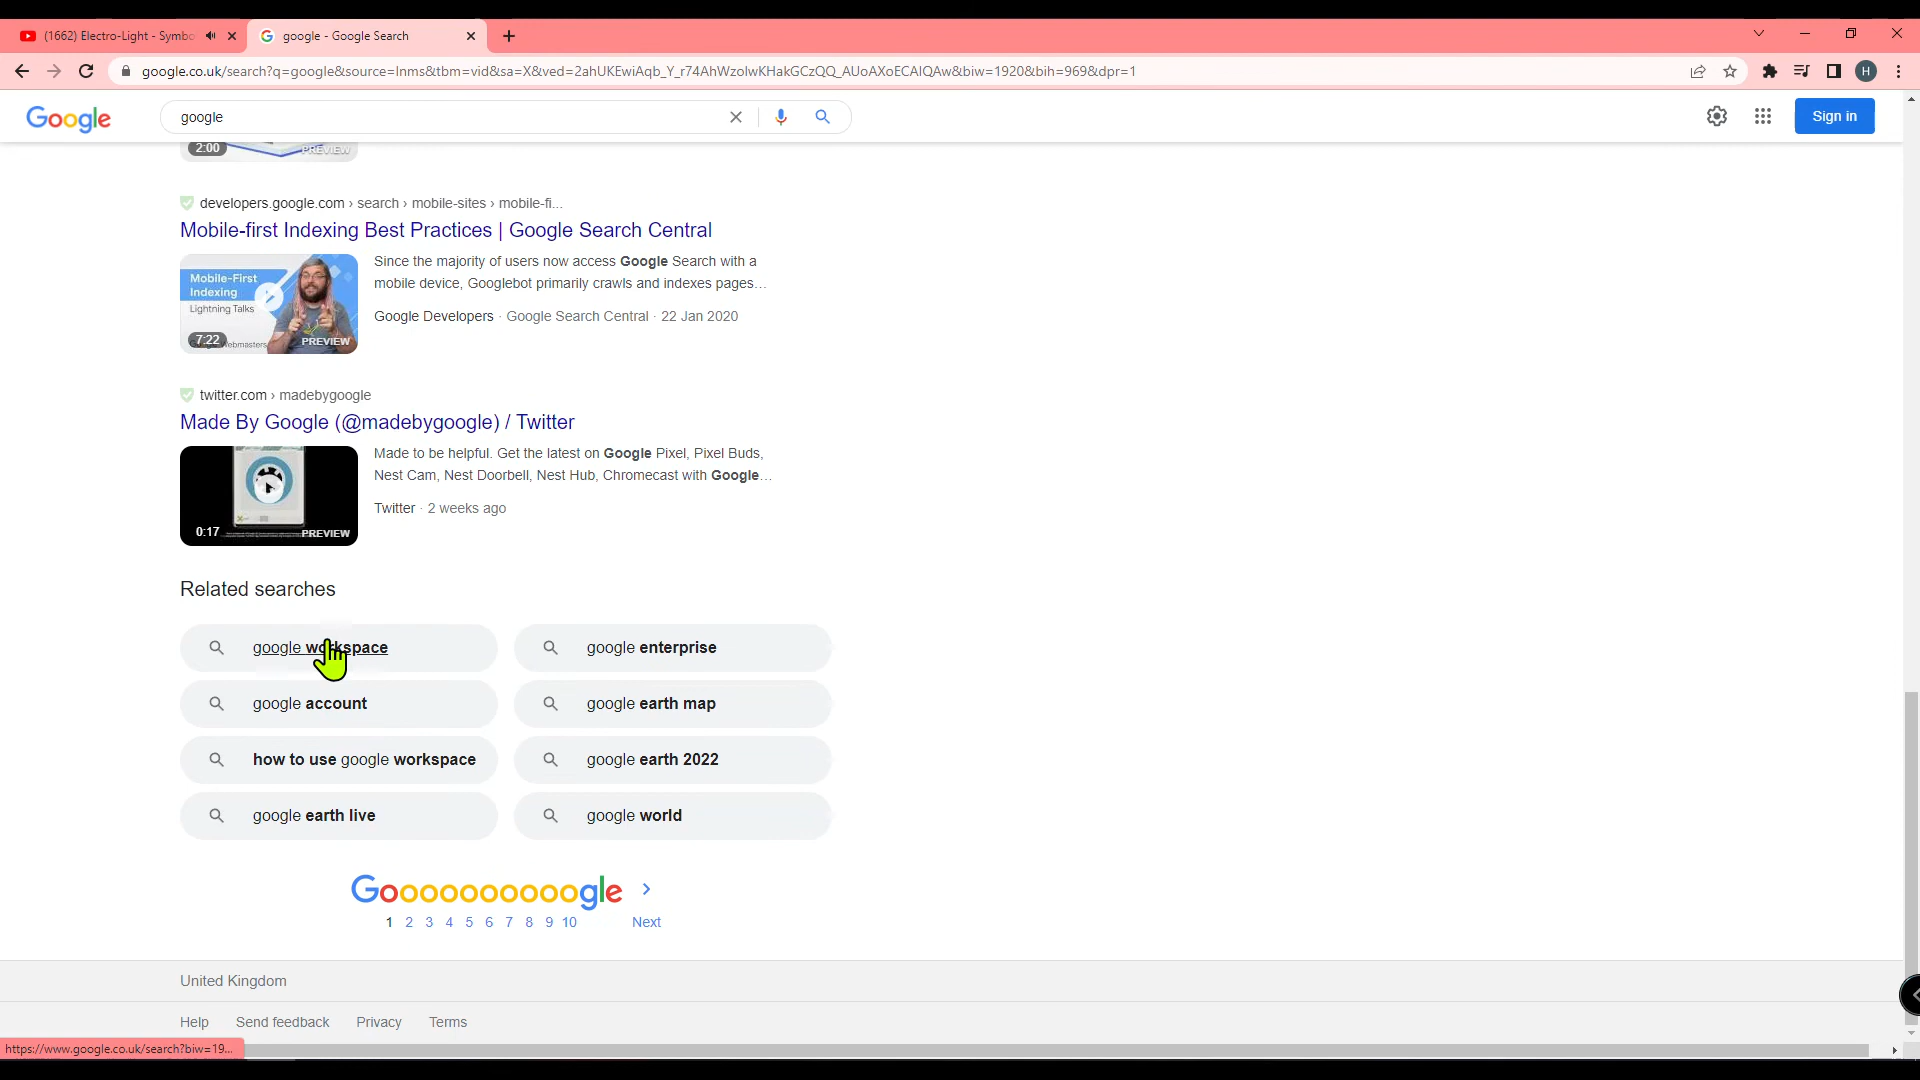 (1662) Electro-Light - Symbo
google - Google Search
google.co.uk/search?q=google&source=lnms&tbm=vid&sa=X&ved=2ahUKEwiAqb_Y_r74AhWzolwKHakGCzQQ_AUoAXoECAIQAw&biw=1920&bih=969&dpr=1
H
Google
google
Sign in
2:00
PREVIEW
developers.google.com › search › mobile-sites › mobile-fi...
Mobile-first Indexing Best Practices | Google Search Central
Mobile-First
Indexing
Lightning Talks
7:22
PREVIEW
Since the majority of users now access Google Search with a
mobile device, Googlebot primarily crawls and indexes pages...
Google Developers · Google Search Central · 22 Jan 2020
twitter.com › madebygoogle
Made By Google (@madebygoogle) / Twitter
0:17
PREVIEW
Made to be helpful. Get the latest on Google Pixel, Pixel Buds,
Nest Cam, Nest Doorbell, Nest Hub, Chromecast with Google...
Twitter · 2 weeks ago
Related searches
google workspace
google enterprise
google account
google earth map
how to use google workspace
google earth 2022
google earth live
google world
Goooooooooogle
1 2 3 4 5 6 7 8 9 10 Next
United Kingdom
Help Send feedback Privacy Terms
https://www.google.co.uk/search?biw=19...